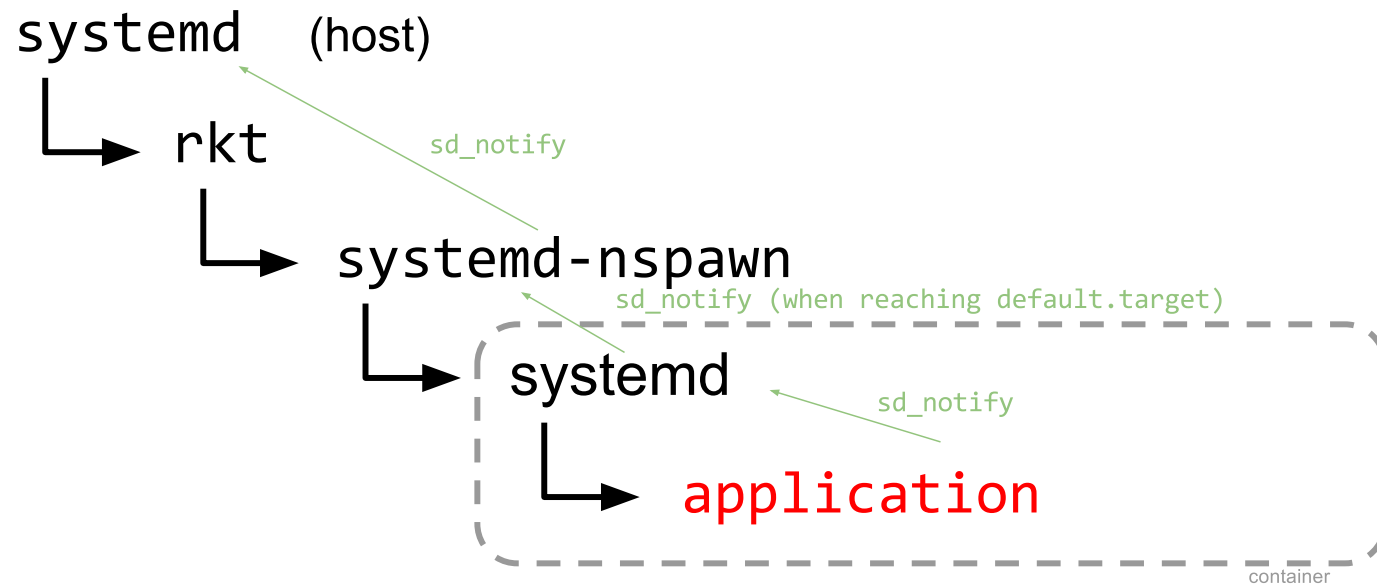 systemd (host)
sd_notify
rkt
systemd-nspawn
sd_notify (when reaching default.target)
systemd
sd_notify
application
container